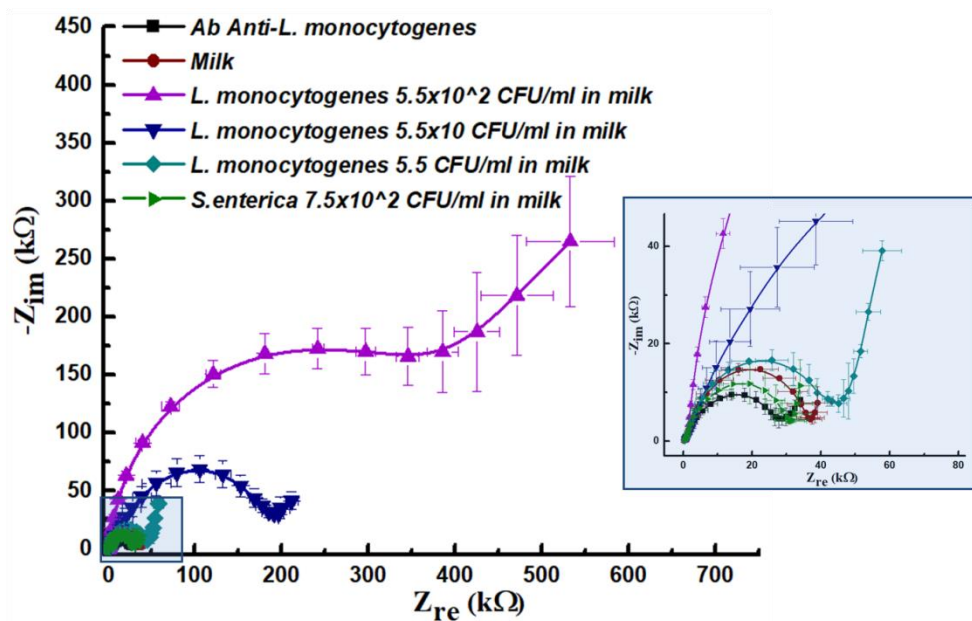 450
400
350
300
250
200
150
100
50
0
-Zim (kΩ)
Ab Anti-L. monocytogenes
Milk
L. monocytogenes 5.5x10^2 CFU/ml in milk
L. monocytogenes 5.5x10 CFU/ml in milk
L. monocytogenes 5.5 CFU/ml in milk
S.enterica 7.5x10^2 CFU/ml in milk
0 100 200 300 400 500 600 700
Zre (kΩ)
40
20
0
-Zim (kΩ)
0 20 40 60 80
Zre (kΩ)